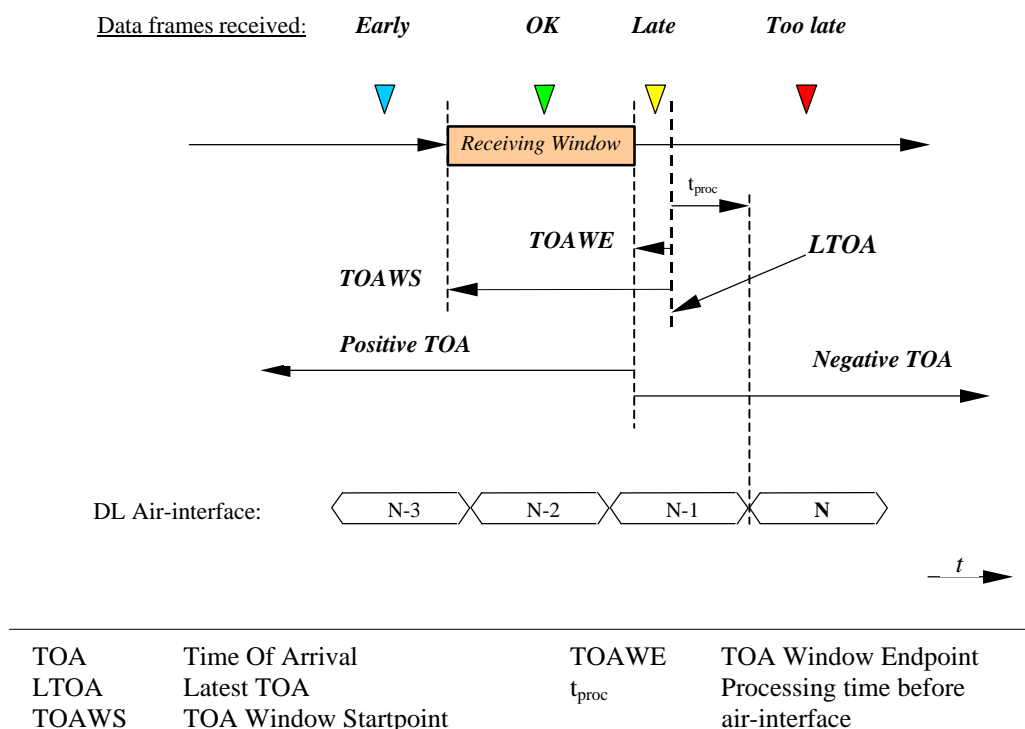 Data frames received: Early OK Late Too late
Receiving Window
tproc
TOAWE
LTOA
TOAWS
Positive TOA
Negative TOA
DL Air-interface: N-3 N-2 N-1 N
t
TOA Time Of Arrival TOAWE TOA Window Endpoint
LTOA Latest TOA tproc Processing time before
TOAWS TOA Window Startpoint air-interface